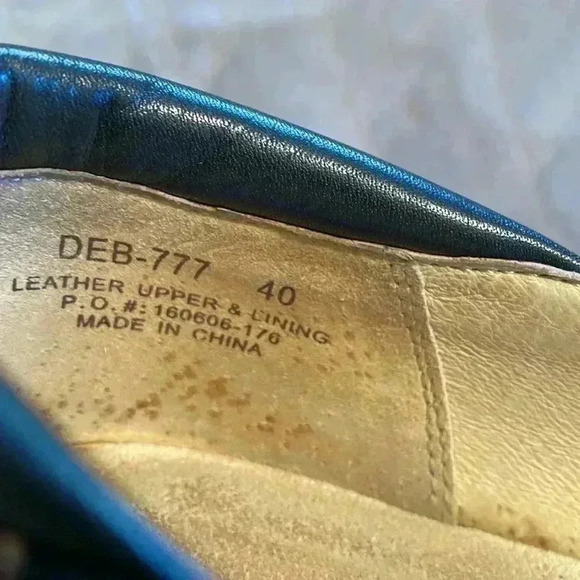 DEB-777 40
LEATHER UPPER & LINING
P.O.#: 160606-176
MADE IN CHINA